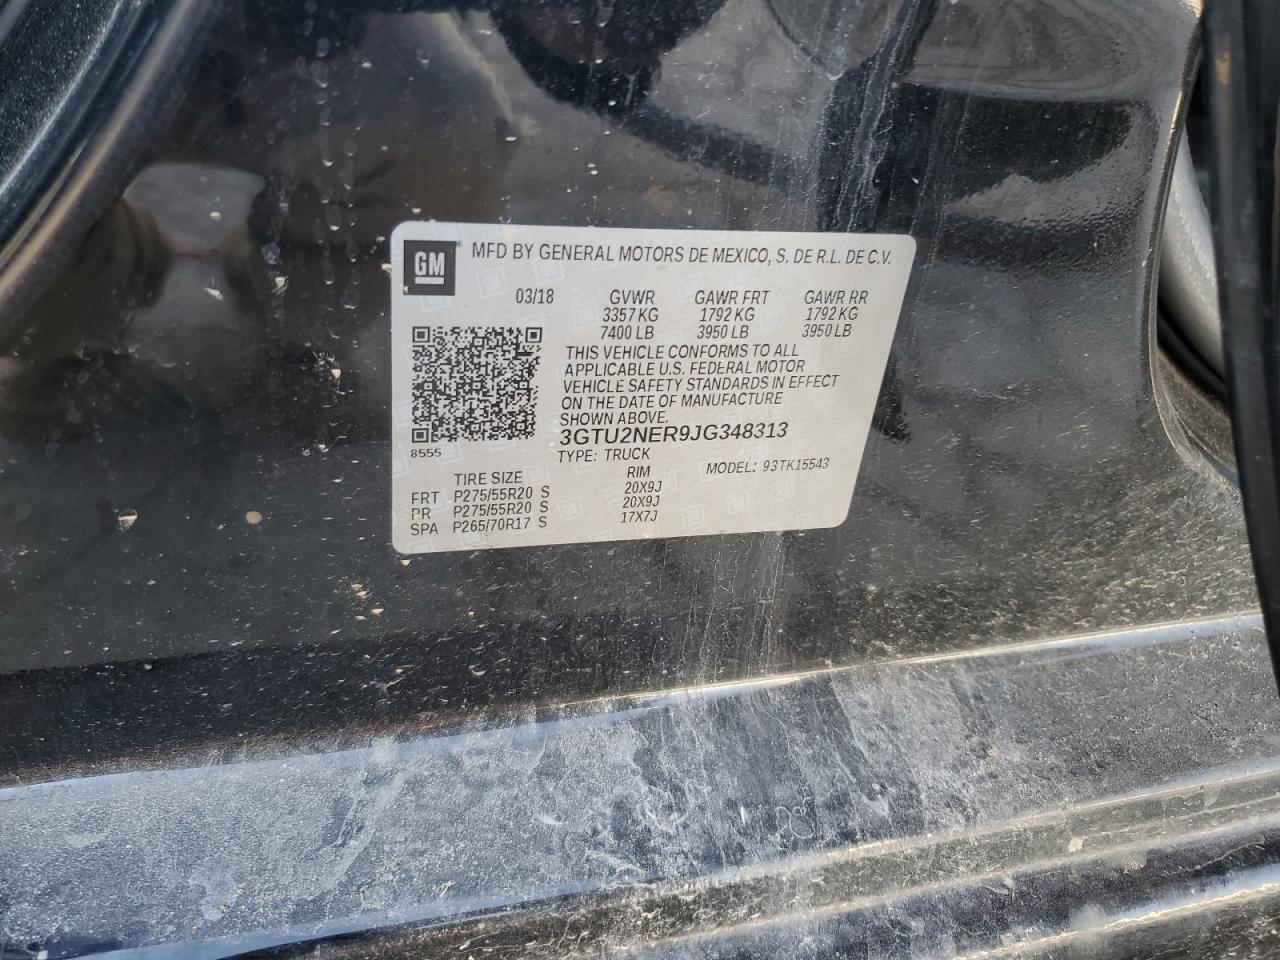 GM MFD BY GENERAL MOTORS DE MEXICO, S. DE R.L. DE C.V.
03/18 GVWR GAWR FRT GAWR RR
3357 KG 1792 KG 1792 KG
7400 LB 3950 LB 3950 LB
THIS VEHICLE CONFORMS TO ALL
APPLICABLE U.S. FEDERAL MOTOR
VEHICLE SAFETY STANDARDS IN EFFECT
ON THE DATE OF MANUFACTURE
SHOWN ABOVE.
3GTU2NER9JG348313
8555 TYPE: TRUCK
TIRE SIZE RIM MODEL: 93TK15543
FRT P275/55R20 S 20X9J
RR P275/55R20 S 20X9J
SPA P265/70R17 S 17X7J